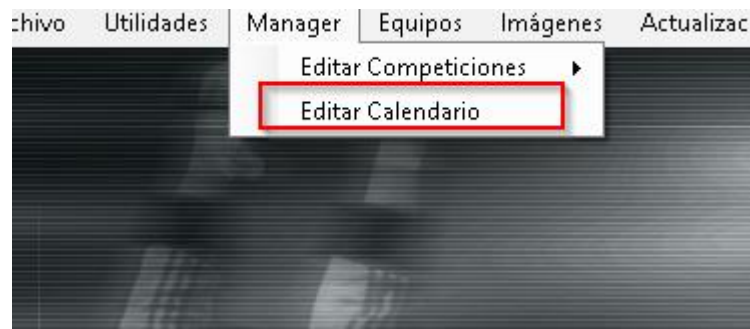 chivo Utilidades Manager Equipos Imágenes Actualizac
Editar Competiciones
Editar Calendario